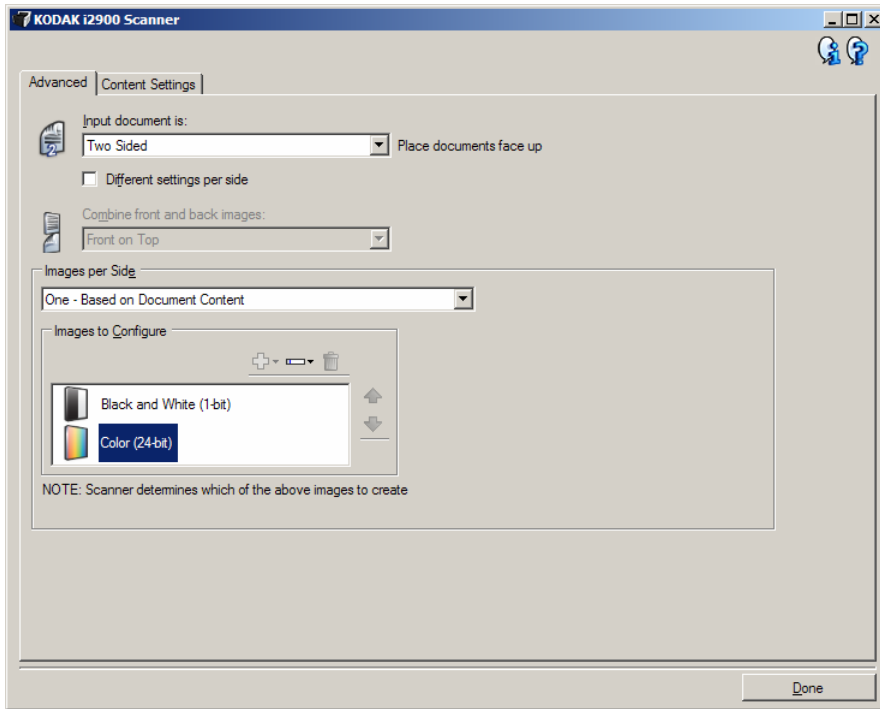 KODAK i2900 Scanner
Advanced
Content Settings
Input document is:
Two Sided
Place documents face up
Different settings per side
Combine front and back images:
Front on Top
Images per Side
One - Based on Document Content
Images to Configure
Black and White (1-bit)
Color (24-bit)
NOTE: Scanner determines which of the above images to create
Done